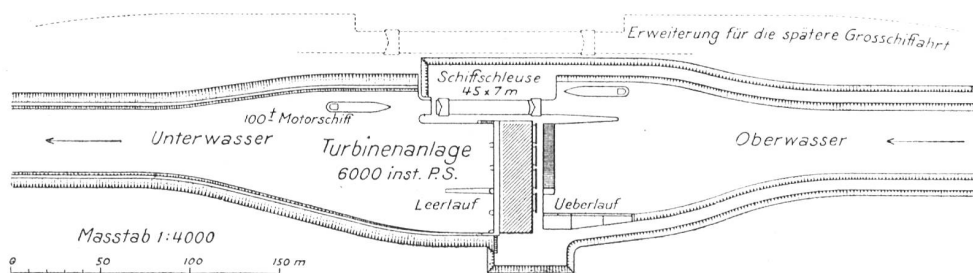 Erweiterung für die spätere Grosschiffahrt
Schiffschleuse
45 x 7 m
100 t Motorschiff
Unterwasser
Turbinenanlage
6000 inst. P.S.
Oberwasser
Leerlauf
Ueberlauf
Masstab 1:4000
0 50 100 150 m